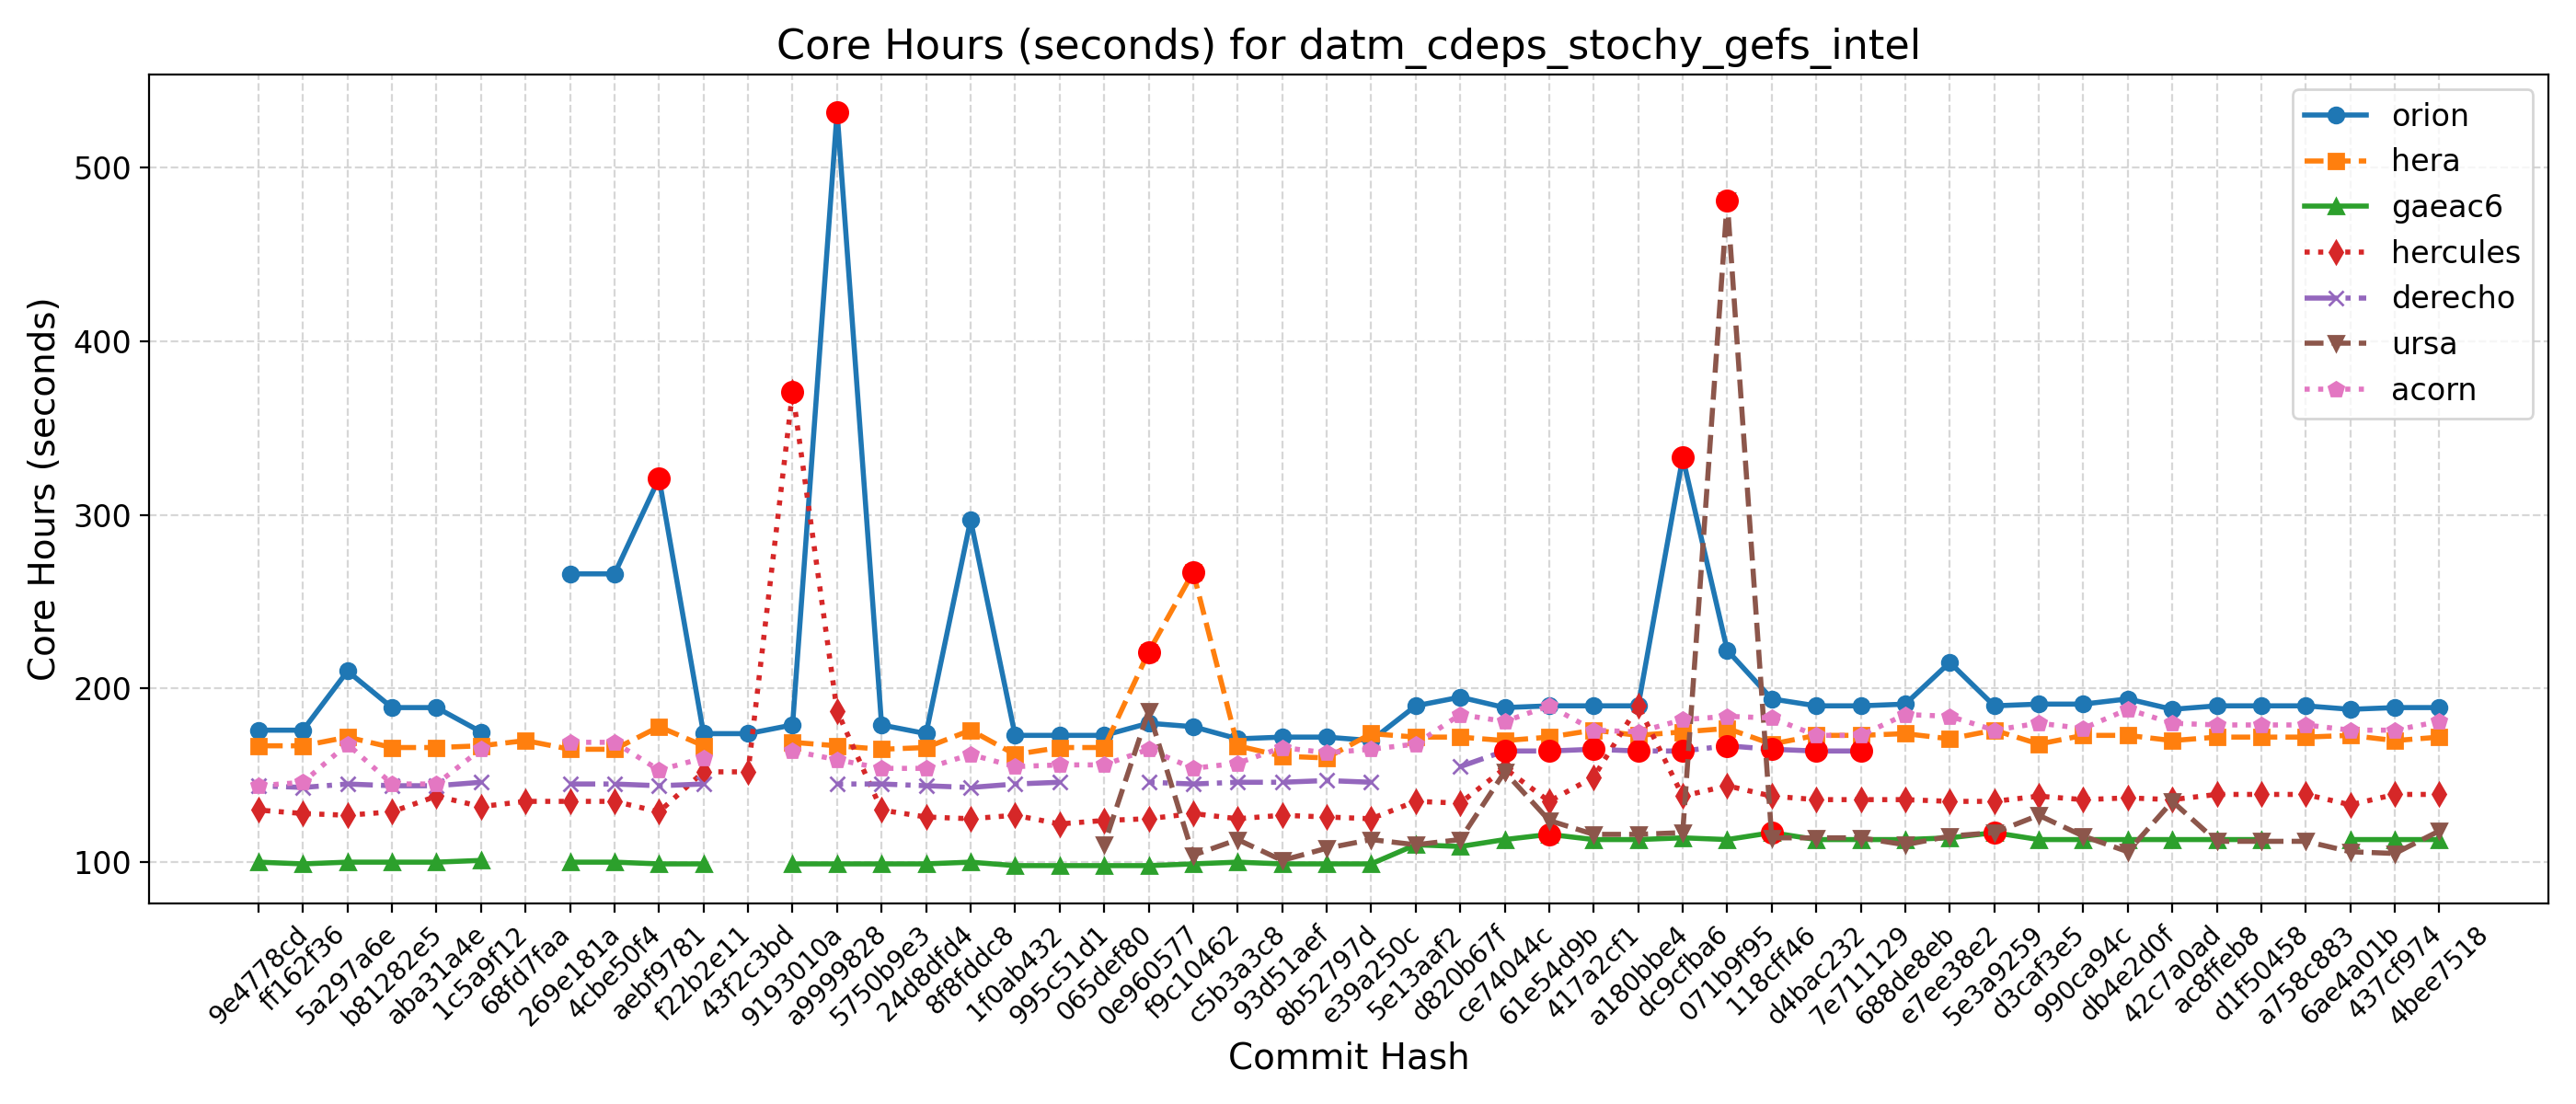 Core Hours (seconds) for datm_cdeps_stochy_gefs_intel
Core Hours (seconds)
500
400
300
200
100
orion
hera
gaeac6
hercules
derecho
ursa
acorn
9e4778cd
ff162f36
5a297a6e
b81282e5
aba31a4e
1c5a9f12
68fd7faa
269e181a
4cbe50f4
aebf9781
f22b2e11
43f2c3bd
9193010a
a9999828
5750b9e3
24d8dfd4
8f8fddc8
1f0ab432
995c51d1
065def80
0e960577
f9c10462
c5b3a3c8
93d51aef
8b52797d
e39a250c
5e13aaf2
d820b67f
ce74044c
61e54d9b
417a2cf1
a180bbe4
dc9cfba6
071b9f95
118cff46
d4bac232
7e711129
688de8eb
e7ee38e2
5e3a9259
d3caf3e5
990ca94c
db4e2d0f
42c7a0ad
ac8ffeb8
d1f50458
a758c883
6ae4a01b
437cf974
4bee7518
Commit Hash